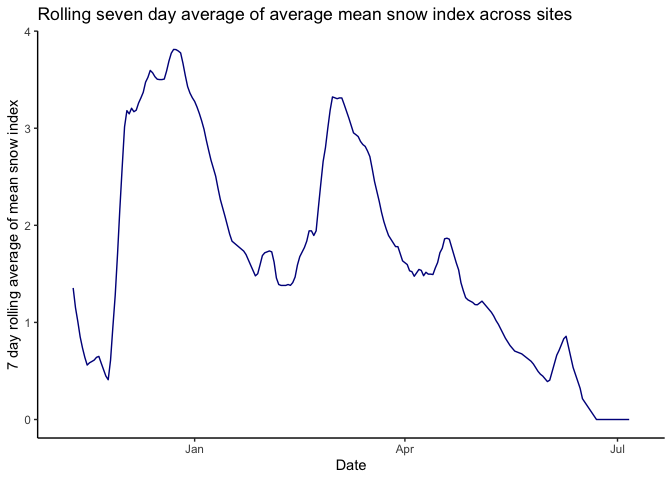 Rolling seven day average of average mean snow index across sites
4
3
2
1
0
7 day rolling average of mean snow index
Jan
Apr
Jul
Date